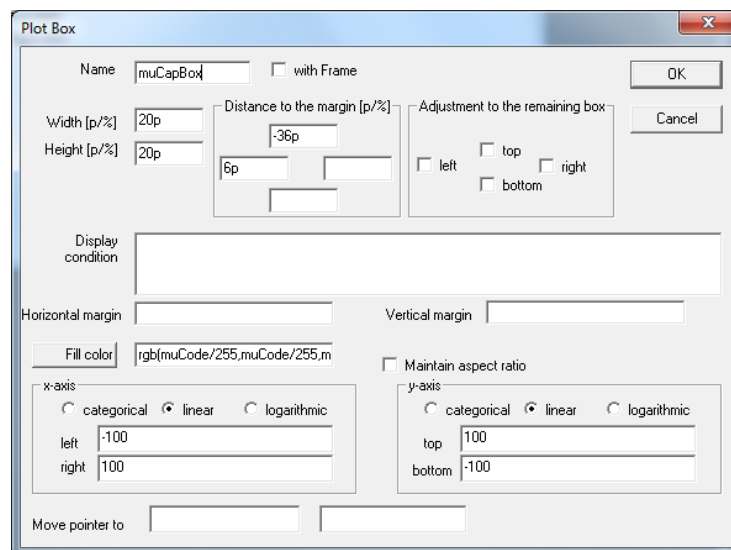 Plot Box
Name muCapBox with Frame OK
Distance to the margin [p/%] Adjustment to the remaining box
Width [p/%] 20p -36p top Cancel
Height [p/%] 20p 6p left right
bottom
Display
condition
Horizontal margin Vertical margin
Fill color rgb(muCode/255,muCode/255,m Maintain aspect ratio
x-axis y-axis
categorical linear logarithmic categorical linear logarithmic
left -100 top 100
right 100 bottom -100
Move pointer to